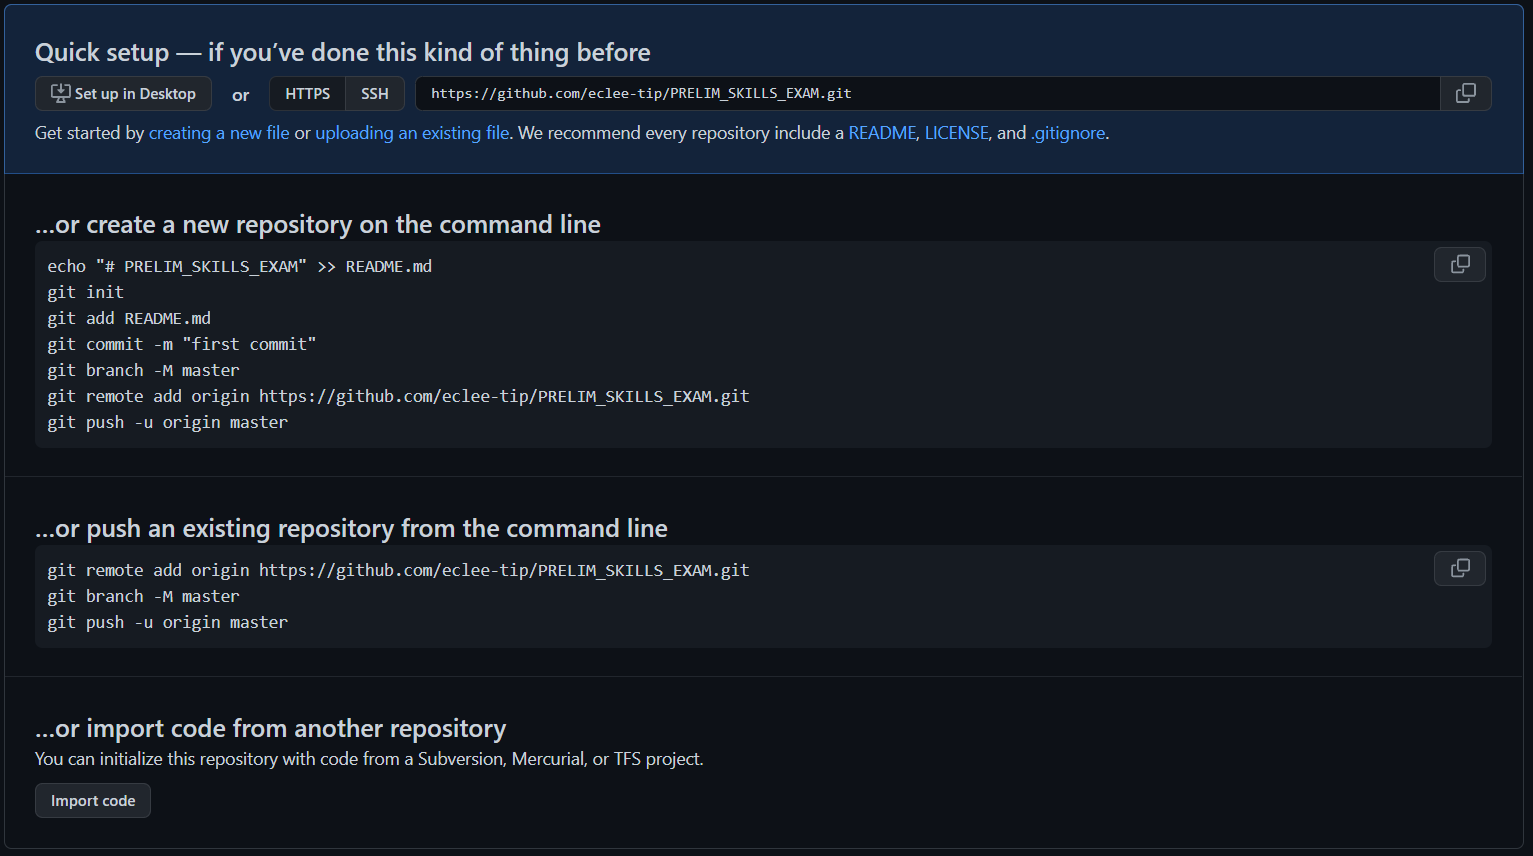 Quick setup — if you’ve done this kind of thing before
Set up in Desktop or HTTPS SSH https://github.com/eclee-tip/PRELIM_SKILLS_EXAM.git
Get started by creating a new file or uploading an existing file. We recommend every repository include a README, LICENSE, and .gitignore.
…or create a new repository on the command line
echo "# PRELIM_SKILLS_EXAM" >> README.md
git init
git add README.md
git commit -m "first commit"
git branch -M master
git remote add origin https://github.com/eclee-tip/PRELIM_SKILLS_EXAM.git
git push -u origin master
…or push an existing repository from the command line
git remote add origin https://github.com/eclee-tip/PRELIM_SKILLS_EXAM.git
git branch -M master
git push -u origin master
…or import code from another repository
You can initialize this repository with code from a Subversion, Mercurial, or TFS project.
Import code